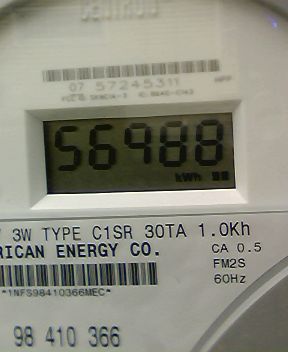 CENTRON
07 57245311
56988
kWh
3W TYPE C1SR 30TA 1.0Kh
RICAN ENERGY CO.
CA 0.5
FM2S
60Hz
*1NFS98410366MEC*
98 410 366